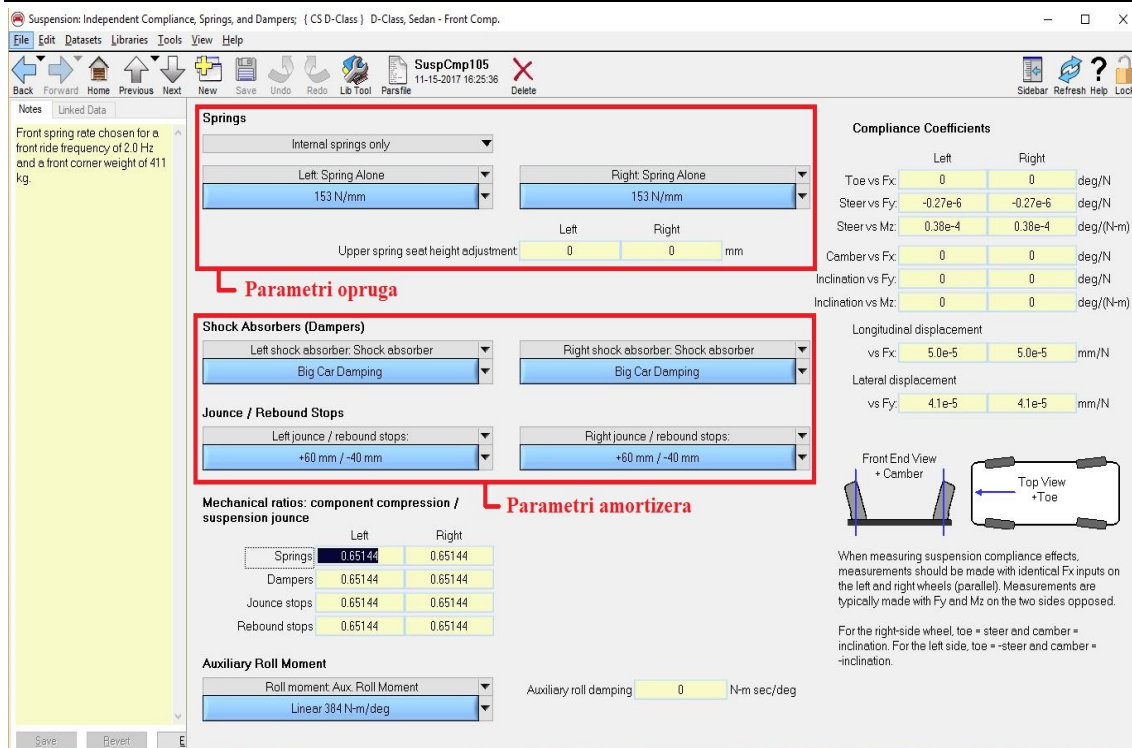 Suspension: Independent Compliance, Springs, and Dampers; { CS D-Class } D-Class, Sedan - Front Comp.
File Edit Datasets Libraries Tools View Help
Back Forward Home Previous Next New Save Undo Redo Lib Tool Parsfile SuspCmp105 11-15-2017 16:25:36 Delete Sidebar Refresh Help Lock
Notes Linked Data
Front spring rate chosen for a
front ride frequency of 2.0 Hz
and a front corner weight of 411
kg.
Save Revert E
Springs
Internal springs only
Left: Spring Alone Right: Spring Alone
153 N/mm 153 N/mm
Left Right
Upper spring seat height adjustment: 0 0 mm
Parametri opruga
Shock Absorbers (Dampers)
Left shock absorber: Shock absorber Right shock absorber: Shock absorber
Big Car Damping Big Car Damping
Jounce / Rebound Stops
Left jounce / rebound stops: Right jounce / rebound stops:
+60 mm / -40 mm +60 mm / -40 mm
Parametri amortizera
Mechanical ratios: component compression /
suspension jounce
Left Right
Springs 0.65144 0.65144
Dampers 0.65144 0.65144
Jounce stops 0.65144 0.65144
Rebound stops 0.65144 0.65144
Auxiliary Roll Moment
Roll moment: Aux. Roll Moment
Linear 384 N-m/deg
Auxiliary roll damping 0 N-m sec/deg
Compliance Coefficients
Left Right
Toe vs Fx: 0 0 deg/N
Steer vs Fy: -0.27e-6 -0.27e-6 deg/N
Steer vs Mz: 0.38e-4 0.38e-4 deg/(N-m)
Camber vs Fx: 0 0 deg/N
Inclination vs Fy: 0 0 deg/N
Inclination vs Mz: 0 0 deg/(N-m)
Longitudinal displacement
vs Fx: 5.0e-5 5.0e-5 mm/N
Lateral displacement
vs Fy: 4.1e-5 4.1e-5 mm/N
Front End View
+ Camber
Top View
+Toe
When measuring suspension compliance effects,
measurements should be made with identical Fx inputs on
the left and right wheels (parallel). Measurements are
typically made with Fy and Mz on the two sides opposed.
For the right-side wheel, toe = steer and camber =
inclination. For the left side, toe = -steer and camber =
-inclination.